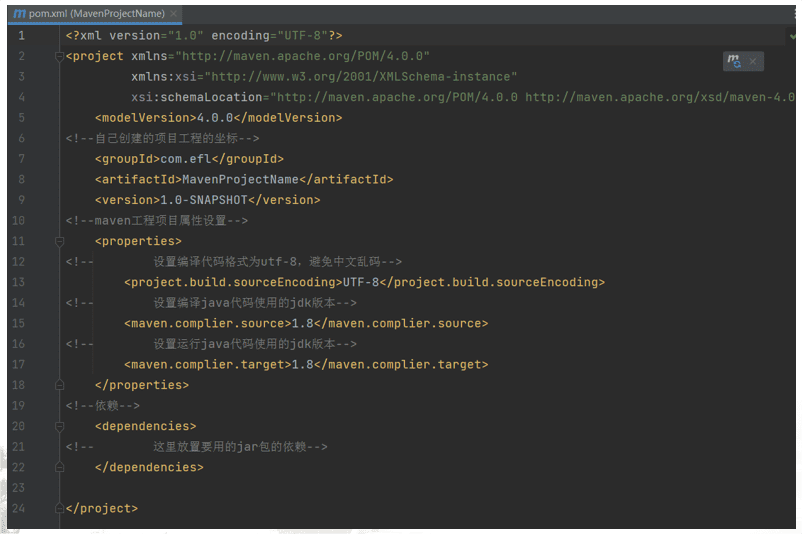 pom.xml (MavenProjectName)
1 <?xml version="1.0" encoding="UTF-8"?>
2 <project xmlns="http://maven.apache.org/POM/4.0.0"
3 xmlns:xsi="http://www.w3.org/2001/XMLSchema-instance"
4 xsi:schemaLocation="http://maven.apache.org/POM/4.0.0 http://maven.apache.org/xsd/maven-4.0
5 <modelVersion>4.0.0</modelVersion>
6 <!--自己创建的项目工程的坐标-->
7 <groupId>com.efl</groupId>
8 <artifactId>MavenProjectName</artifactId>
9 <version>1.0-SNAPSHOT</version>
10 <!--maven工程项目属性设置-->
11 <properties>
12 <!-- 设置编译代码格式为utf-8，避免中文乱码-->
13 <project.build.sourceEncoding>UTF-8</project.build.sourceEncoding>
14 <!-- 设置编译java代码使用的jdk版本-->
15 <maven.complier.source>1.8</maven.complier.source>
16 <!-- 设置运行java代码使用的jdk版本-->
17 <maven.complier.target>1.8</maven.complier.target>
18 </properties>
19 <!--依赖-->
20 <dependencies>
21 <!-- 这里放置要用的jar包的依赖-->
22 </dependencies>
23
24 </project>